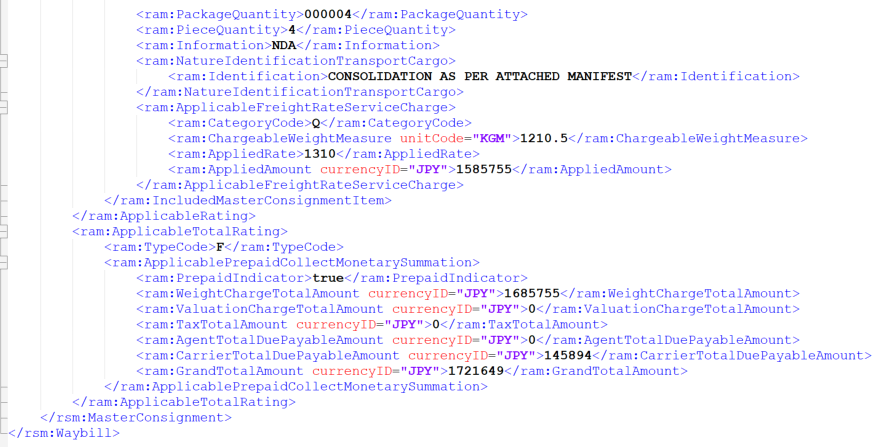 <ram:PackageQuantity>000004</ram:PackageQuantity>
<ram:PieceQuantity>4</ram:PieceQuantity>
<ram:Information>NDA</ram:Information>
<ram:NatureIdentificationTransportCargo>
<ram:Identification>CONSOLIDATION AS PER ATTACHED MANIFEST</ram:Identification>
</ram:NatureIdentificationTransportCargo>
<ram:ApplicableFreightRateServiceCharge>
<ram:CategoryCode>Q</ram:CategoryCode>
<ram:ChargeableWeightMeasure unitCode="KGM">1210.5</ram:ChargeableWeightMeasure>
<ram:AppliedRate>1310</ram:AppliedRate>
<ram:AppliedAmount currencyID="JPY">1585755</ram:AppliedAmount>
</ram:ApplicableFreightRateServiceCharge>
</ram:IncludedMasterConsignmentItem>
</ram:ApplicableRating>
<ram:ApplicableTotalRating>
<ram:TypeCode>F</ram:TypeCode>
<ram:ApplicablePrepaidCollectMonetarySummation>
<ram:PrepaidIndicator>true</ram:PrepaidIndicator>
<ram:WeightChargeTotalAmount currencyID="JPY">1685755</ram:WeightChargeTotalAmount>
<ram:ValuationChargeTotalAmount currencyID="JPY">0</ram:ValuationChargeTotalAmount>
<ram:TaxTotalAmount currencyID="JPY">0</ram:TaxTotalAmount>
<ram:AgentTotalDuePayableAmount currencyID="JPY">0</ram:AgentTotalDuePayableAmount>
<ram:CarrierTotalDuePayableAmount currencyID="JPY">145894</ram:CarrierTotalDuePayableAmount>
<ram:GrandTotalAmount currencyID="JPY">1721649</ram:GrandTotalAmount>
</ram:ApplicablePrepaidCollectMonetarySummation>
</ram:ApplicableTotalRating>
</rsm:MasterConsignment>
</rsm:Waybill>